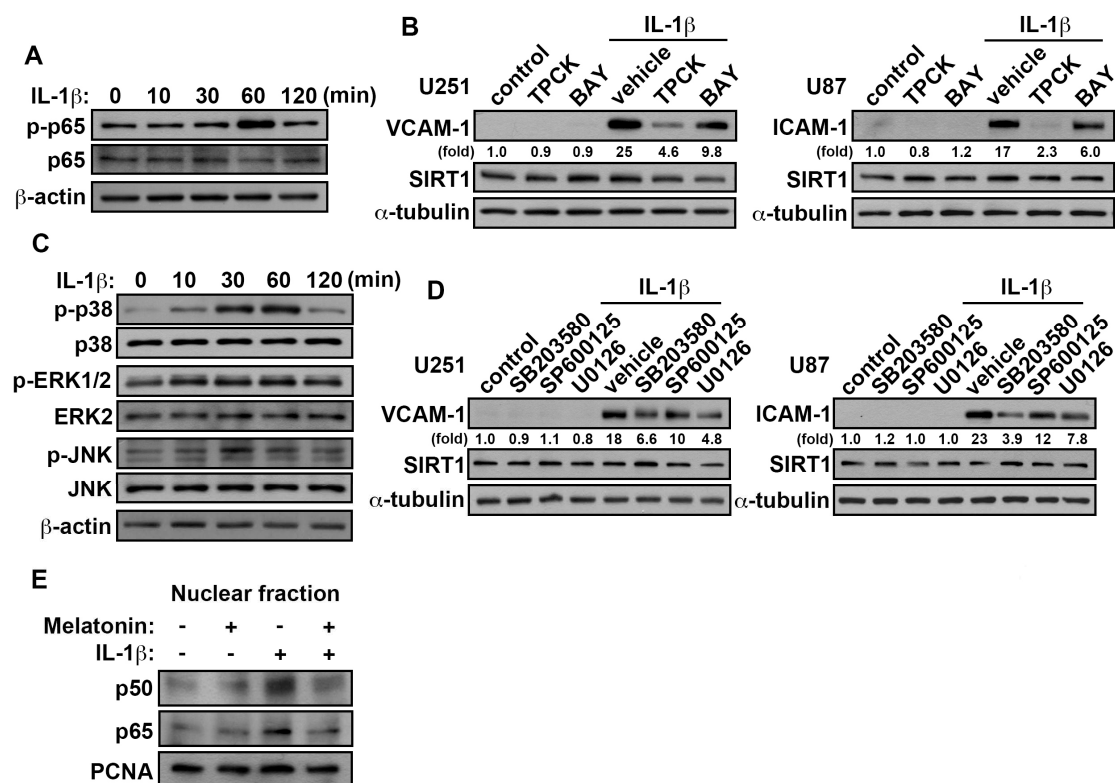 A
IL-1β: 0 10 30 60 120 (min)
p-p65
p65
β-actin
B
IL-1β
U251 control TPCK BAY vehicle TPCK BAY
VCAM-1
(fold) 1.0 0.9 0.9 25 4.6 9.8
SIRT1
α-tubulin
IL-1β
U87 control TPCK BAY vehicle TPCK BAY
ICAM-1
(fold) 1.0 0.8 1.2 17 2.3 6.0
SIRT1
α-tubulin
C
IL-1β: 0 10 30 60 120 (min)
p-p38
p38
p-ERK1/2
ERK2
p-JNK
JNK
β-actin
D
IL-1β
U251 control SB203580 SP600125 U0126 vehicle SB203580 SP600125 U0126
VCAM-1
(fold) 1.0 0.9 1.1 0.8 18 6.6 10 4.8
SIRT1
α-tubulin
IL-1β
U87 control SB203580 SP600125 U0126 vehicle SB203580 SP600125 U0126
ICAM-1
(fold) 1.0 1.2 1.0 1.0 23 3.9 12 7.8
SIRT1
α-tubulin
E
Nuclear fraction
Melatonin: - + - +
IL-1β: - - + +
p50
p65
PCNA